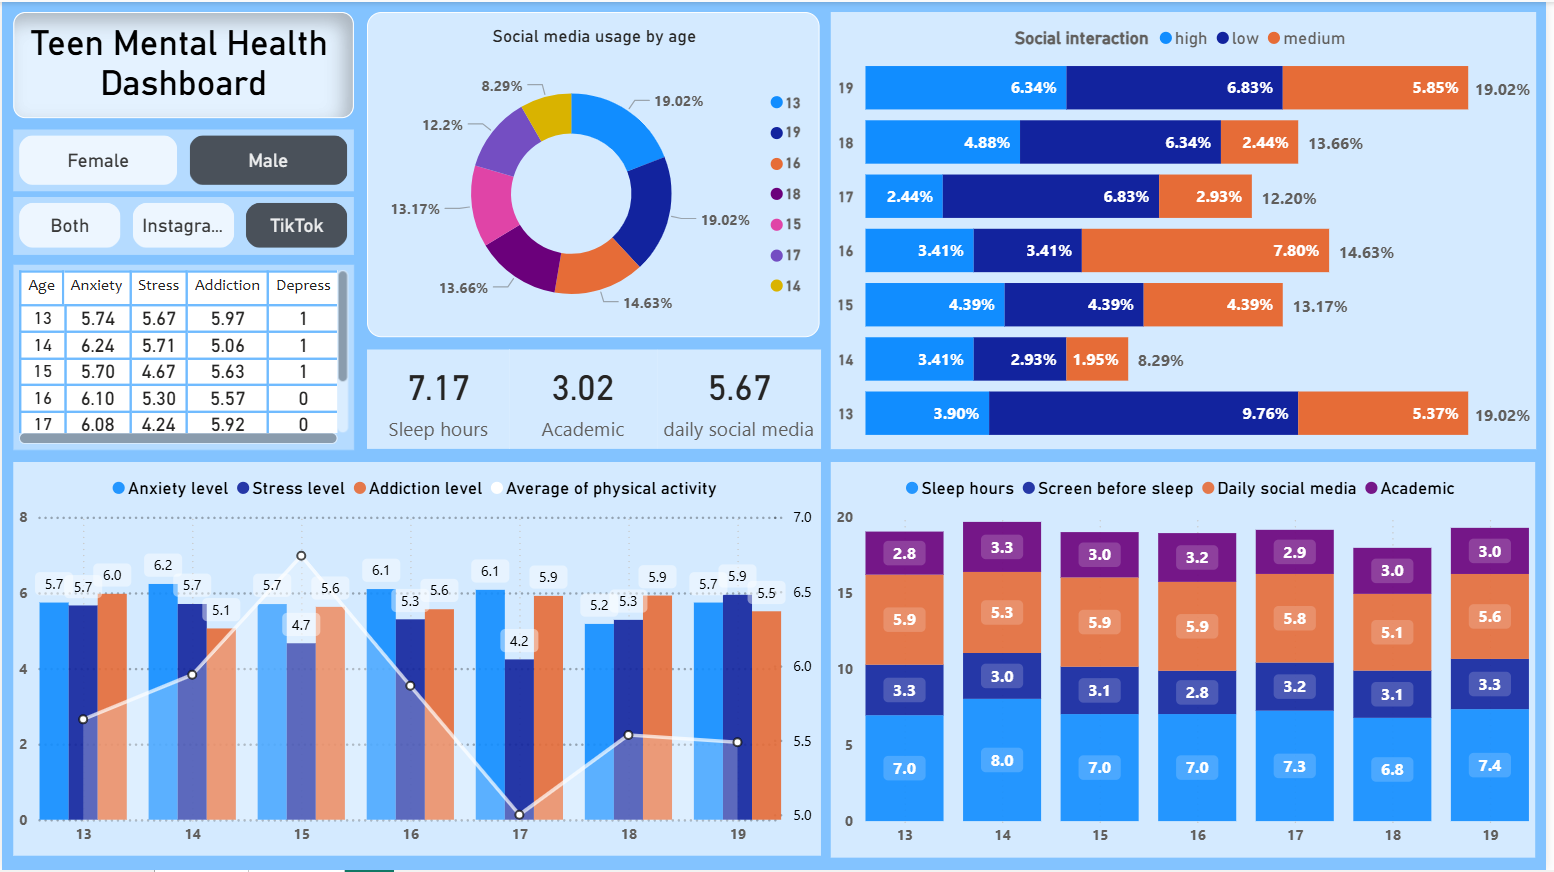 Teen Mental Health
Dashboard
Female
Male
Both
Instagra...
TikTok
Age Anxiety Stress Addiction Depress
13 5.74 5.67 5.97 1
14 6.24 5.71 5.06 1
15 5.70 4.67 5.63 1
16 6.10 5.30 5.57 0
17 6.08 4.24 5.92 0
Social media usage by age
8.29%
19.02%
12.2%
13.17%
19.02%
13.66%
14.63%
13
19
16
18
15
17
14
7.17 3.02 5.67
Sleep hours Academic daily social media
Social interaction high low medium
19 6.34% 6.83% 5.85% 19.02%
18 4.88% 6.34% 2.44% 13.66%
17 2.44% 6.83% 2.93% 12.20%
16 3.41% 3.41% 7.80% 14.63%
15 4.39% 4.39% 4.39% 13.17%
14 3.41% 2.93% 1.95% 8.29%
13 3.90% 9.76% 5.37% 19.02%
Anxiety level Stress level Addiction level Average of physical activity
8 7.0
6 6.5
4 6.0
2 5.5
0 5.0
5.7 5.7 6.0
6.2 5.7 5.1
5.7 4.7 5.6
6.1 5.3 5.6
6.1 4.2 5.9
5.2 5.3 5.9
5.7 5.9 5.5
13 14 15 16 17 18 19
Sleep hours Screen before sleep Daily social media Academic
20
15
10
5
0
2.8 3.3 3.0 3.2 2.9 3.0 3.0
5.9 5.3 5.9 5.9 5.8 5.1 5.6
3.3 3.0 3.1 2.8 3.2 3.1 3.3
7.0 8.0 7.0 7.0 7.3 6.8 7.4
13 14 15 16 17 18 19